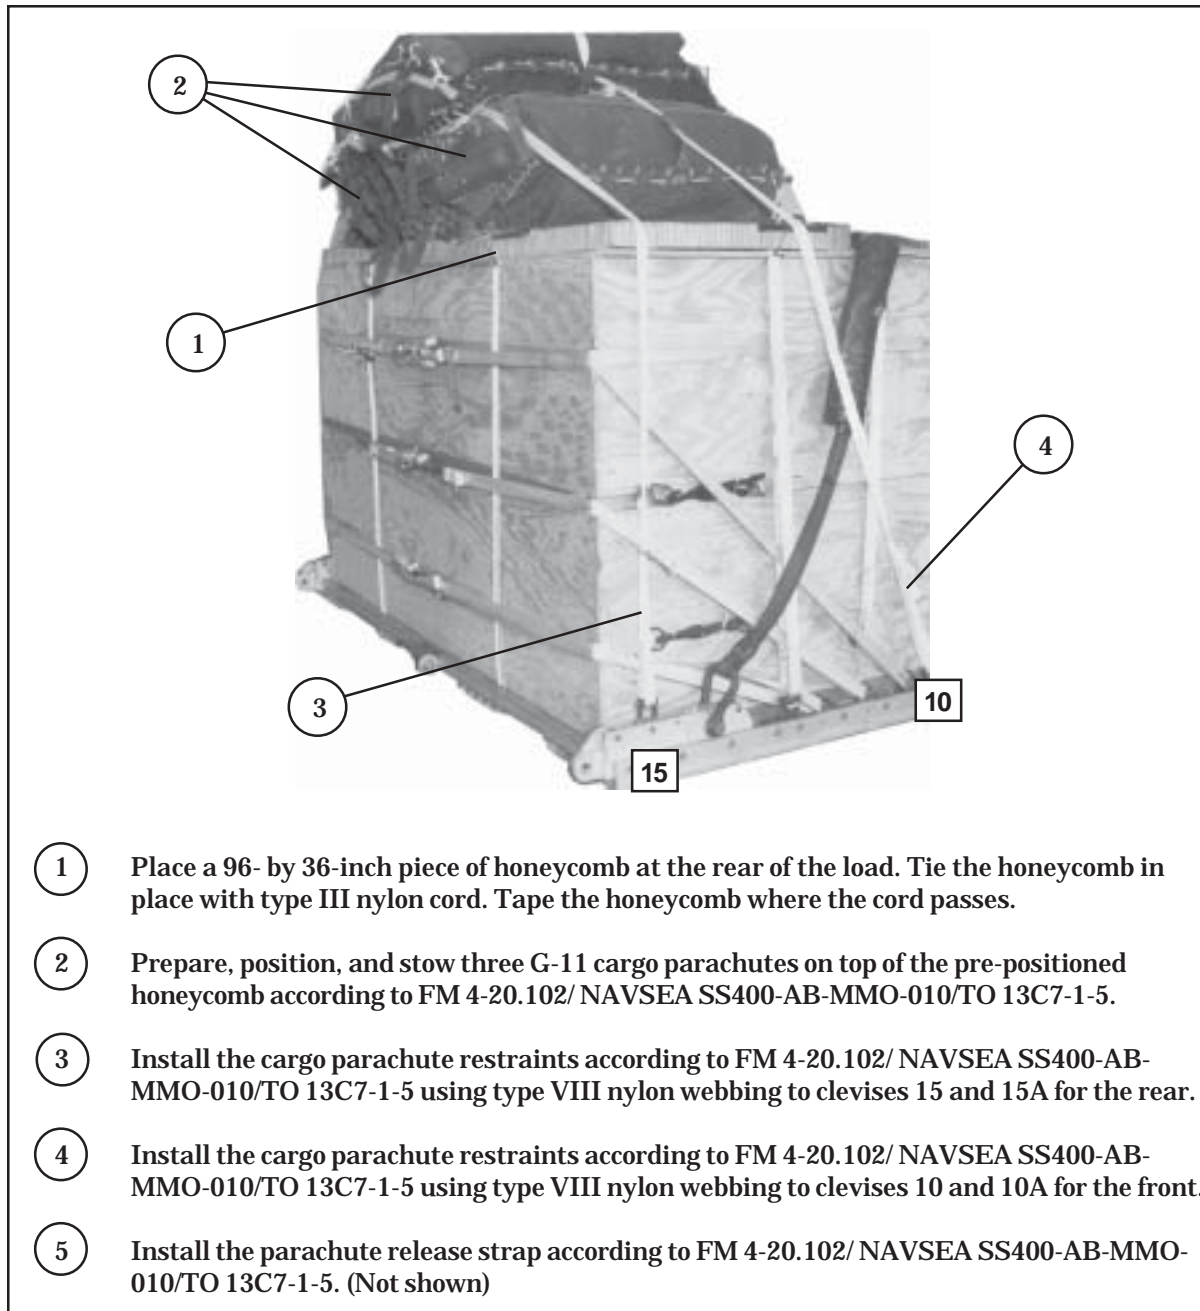 2
1
4
3
10
15
1 Place a 96- by 36-inch piece of honeycomb at the rear of the load. Tie the honeycomb in
place with type III nylon cord. Tape the honeycomb where the cord passes.
2 Prepare, position, and stow three G-11 cargo parachutes on top of the pre-positioned
honeycomb according to FM 4-20.102/ NAVSEA SS400-AB-MMO-010/TO 13C7-1-5.
3 Install the cargo parachute restraints according to FM 4-20.102/ NAVSEA SS400-AB-
MMO-010/TO 13C7-1-5 using type VIII nylon webbing to clevises 15 and 15A for the rear.
4 Install the cargo parachute restraints according to FM 4-20.102/ NAVSEA SS400-AB-
MMO-010/TO 13C7-1-5 using type VIII nylon webbing to clevises 10 and 10A for the front.
5 Install the parachute release strap according to FM 4-20.102/ NAVSEA SS400-AB-MMO-
010/TO 13C7-1-5. (Not shown)